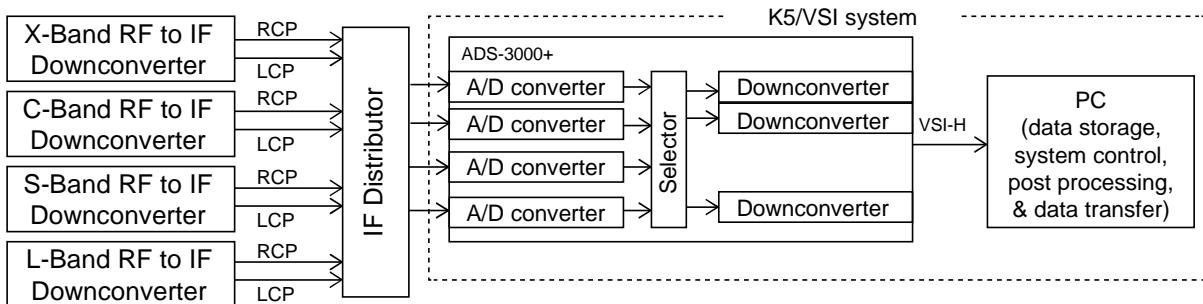 X-Band RF to IF
Downconverter
RCP
LCP
C-Band RF to IF
Downconverter
RCP
LCP
S-Band RF to IF
Downconverter
RCP
LCP
L-Band RF to IF
Downconverter
RCP
LCP
IF Distributor
K5/VSI system
ADS-3000+
A/D converter
A/D converter
A/D converter
A/D converter
Selector
Downconverter
Downconverter
Downconverter
VSI-H
PC
(data storage,
system control,
post processing,
& data transfer)